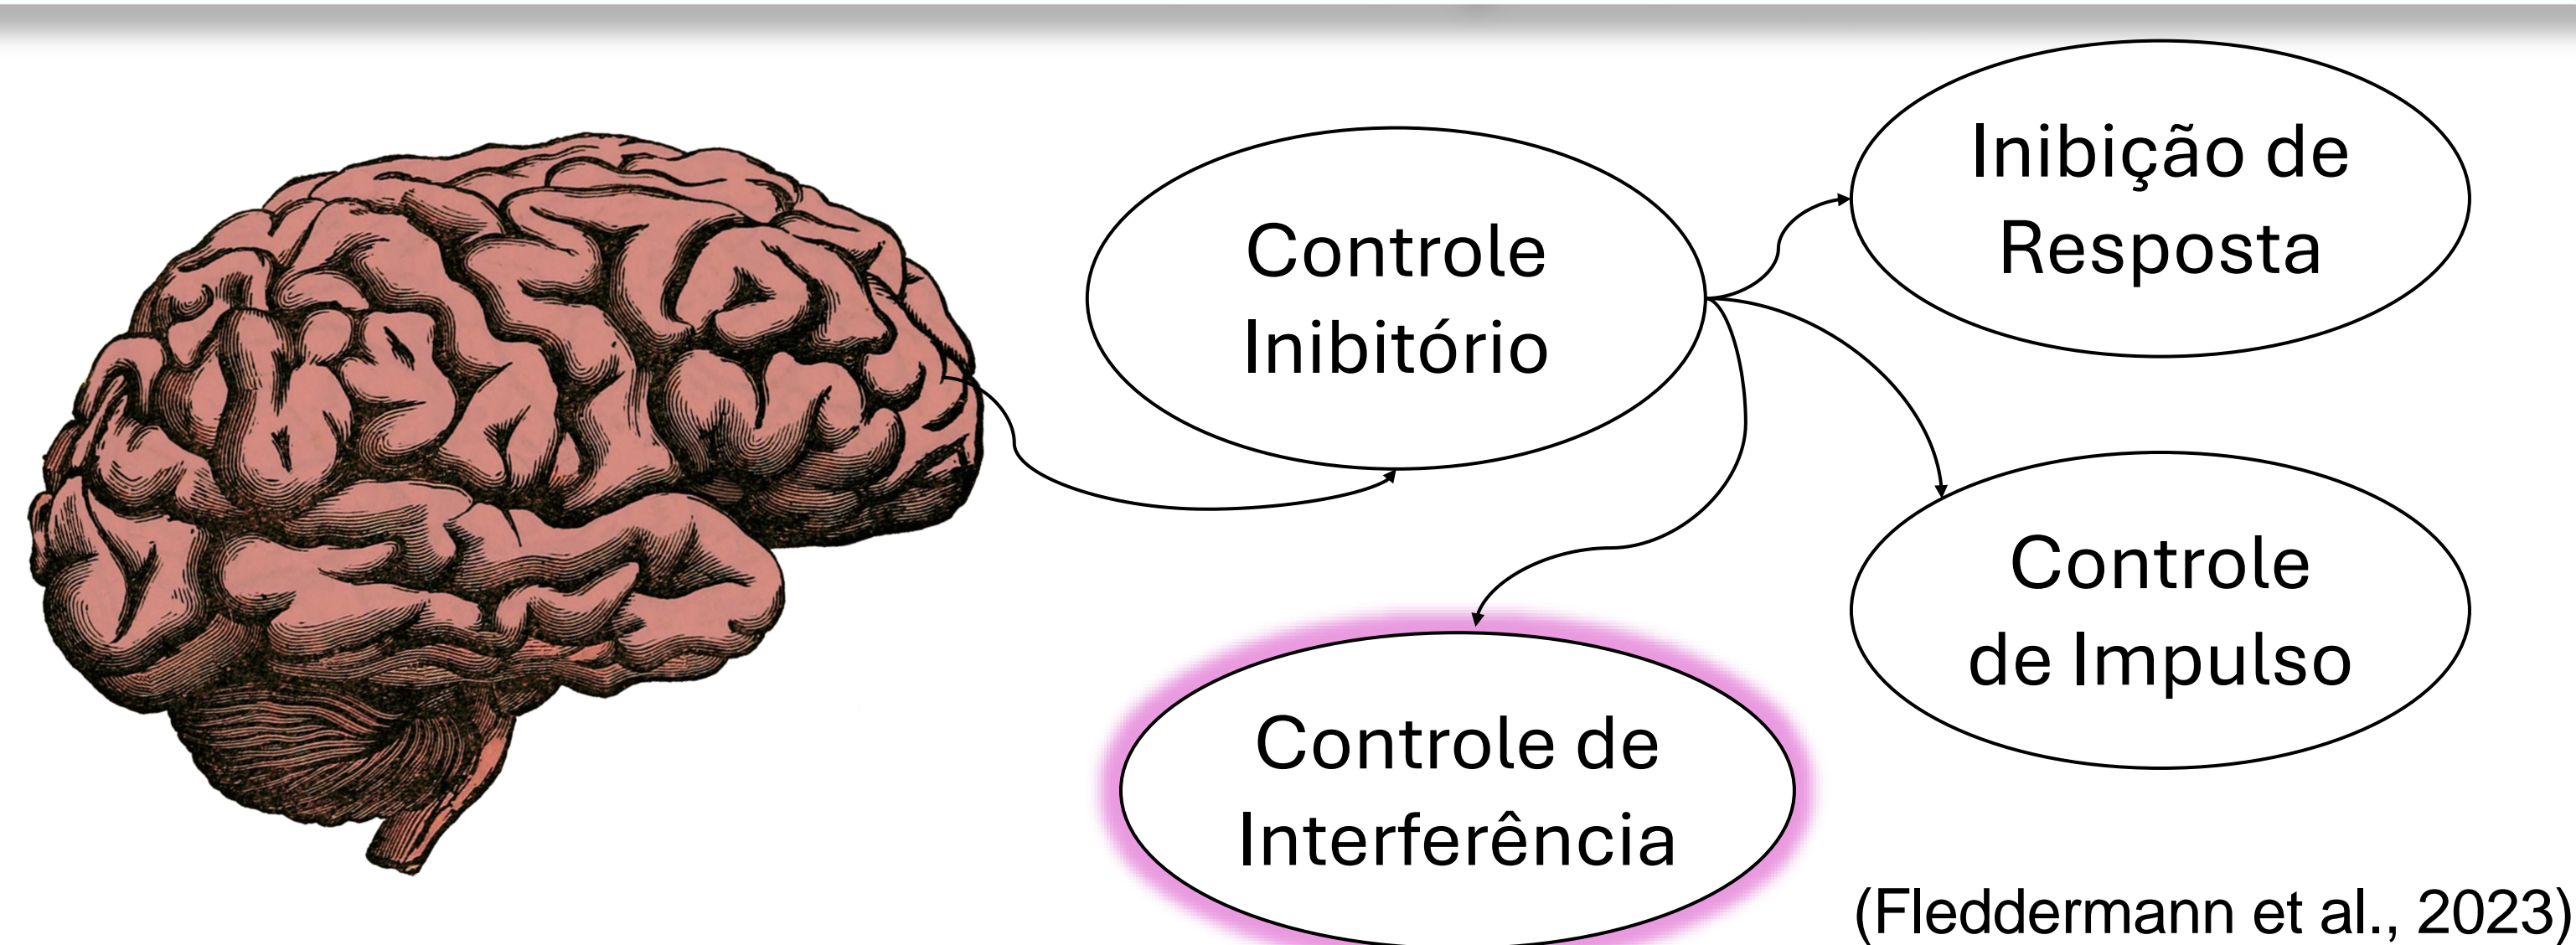 Controle
Inibitório
Inibição de
Resposta
Controle
de Impulso
Controle de
Interferência
(Fleddermann et al., 2023)